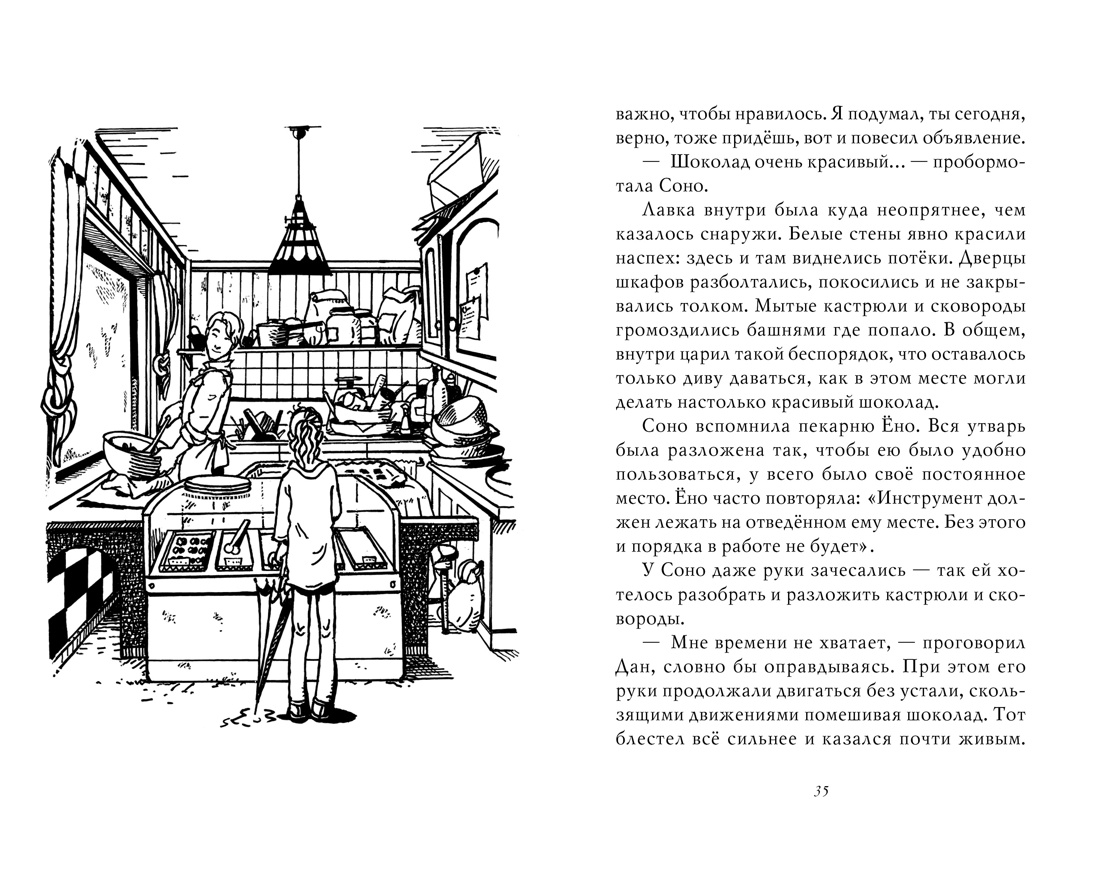 важно, чтобы нравилось. Я подумал, ты сегодня,
верно, тоже придёшь, вот и повесил объявление.
— Шоколад очень красивый... — пробормо-
тала Соно.
Лавка внутри была куда неопрятнее, чем
казалось снаружи. Белые стены явно красили
наспех: здесь и там виднелись потёки. Дверцы
шкафов разболтались, покосились и не закры-
вались толком. Мытые кастрюли и сковороды
громоздились башнями где попало. В общем,
внутри царил такой беспорядок, что оставалось
только диву даваться, как в этом месте могли
делать настолько красивый шоколад.
Соно вспомнила пекарню Ёно. Вся утварь
была разложена так, чтобы ею было удобно
пользоваться, у всего было своё постоянное
место. Ёно часто повторяла: «Инструмент дол-
жен лежать на отведённом ему месте. Без этого
и порядка в работе не будет».
У Соно даже руки зачесались — так ей хо-
телось разобрать и разложить кастрюли и ско-
вороды.
— Мне времени не хватает, — проговорил
Дан, словно бы оправдываясь. При этом его
руки продолжали двигаться без устали, сколь-
зящими движениями помешивая шоколад. Тот
блестел всё сильнее и казался почти живым.
35